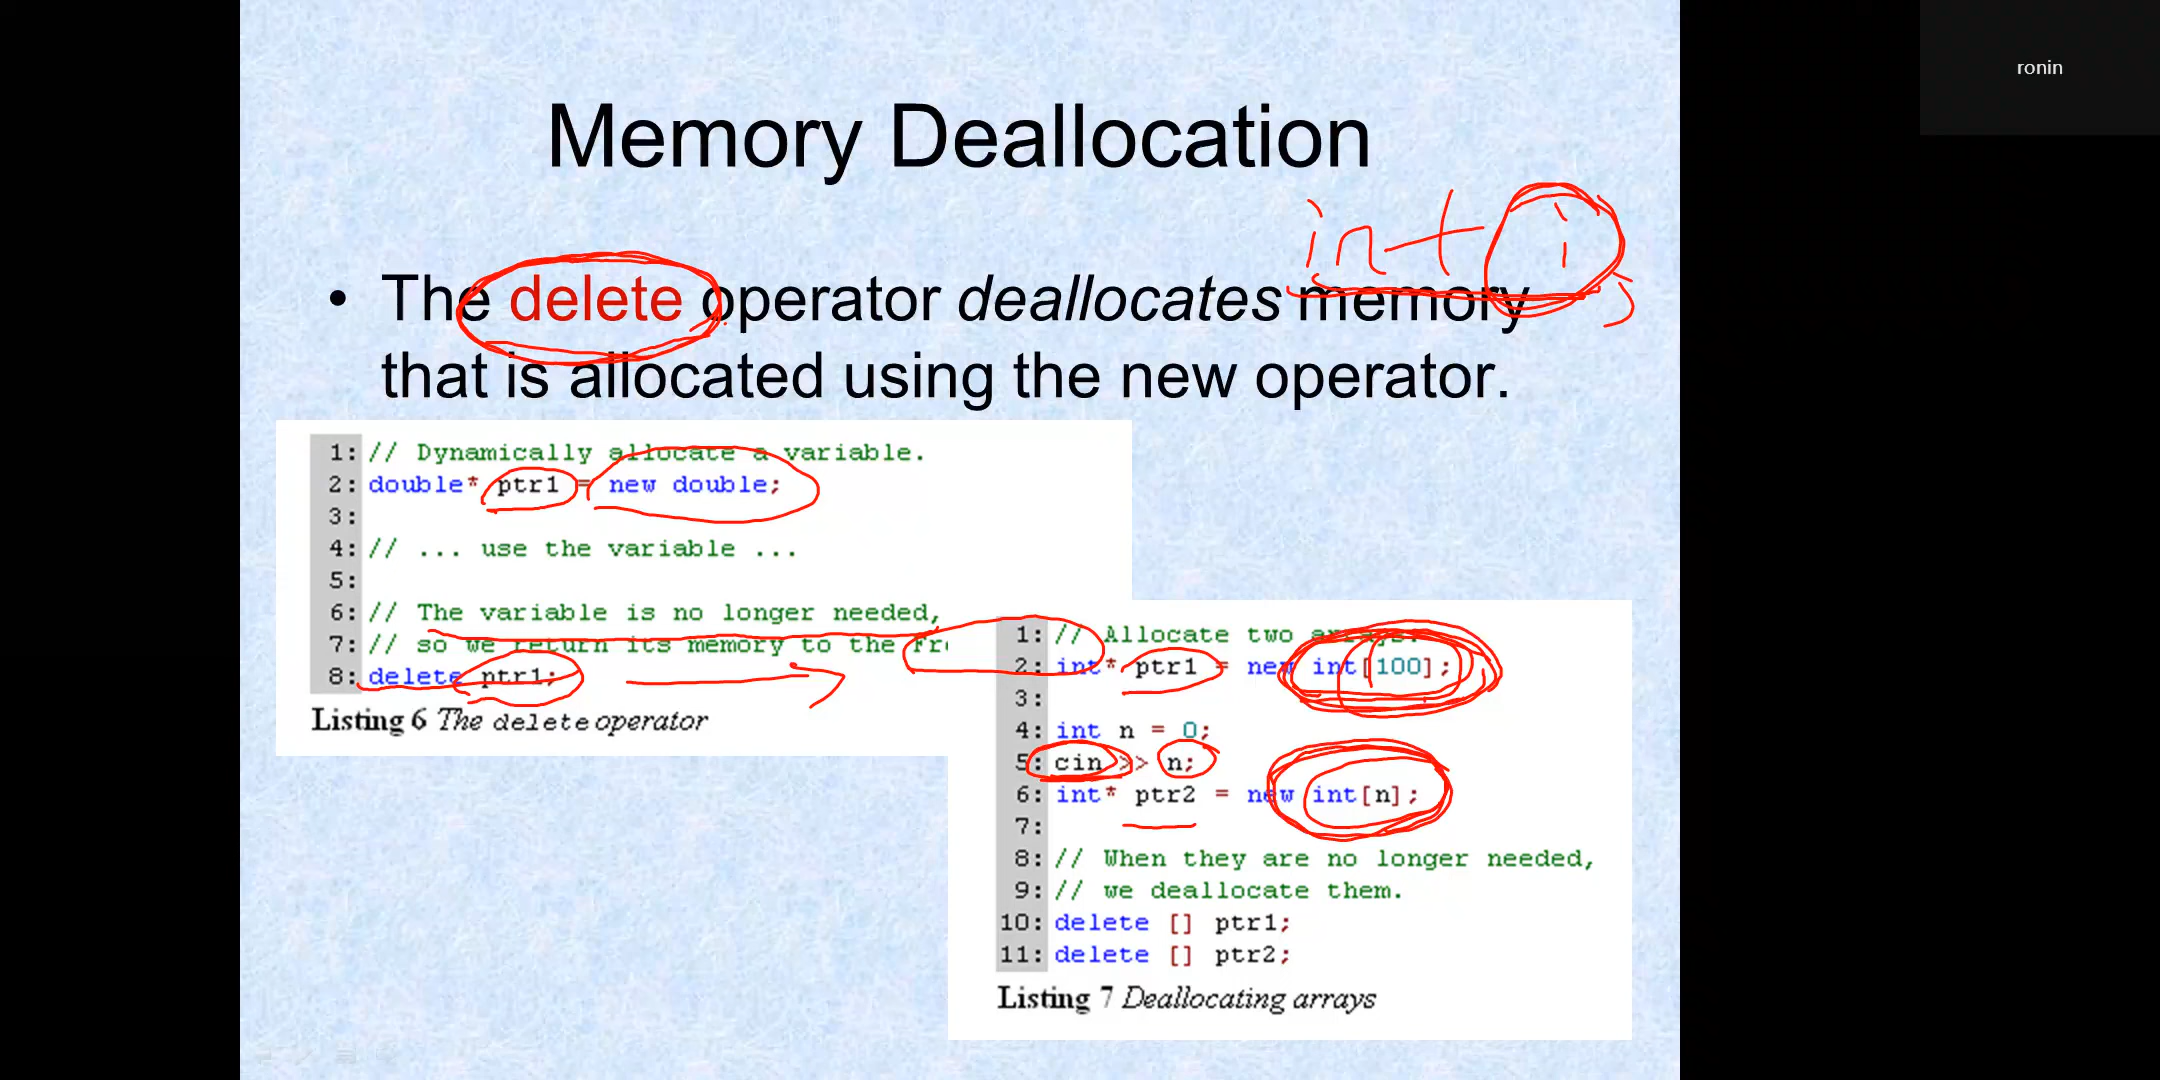 ronin
Memory Deallocation
int i;
• The delete operator deallocates memory
that is allocated using the new operator.
1: // Dynamically allocate a variable.
2: double* ptr1 = new double;
3:
4: // ... use the variable ...
5:
6: // The variable is no longer needed,
7: // so we return its memory to the Fr
8: delete ptr1;
Listing 6 The delete operator
1: // Allocate two arrays.
2: int* ptr1 = new int[100];
3:
4: int n = 0;
5: cin >> n;
6: int* ptr2 = new int[n];
7:
8: // When they are no longer needed,
9: // we deallocate them.
10: delete [] ptr1;
11: delete [] ptr2;
Listing 7 Deallocating arrays